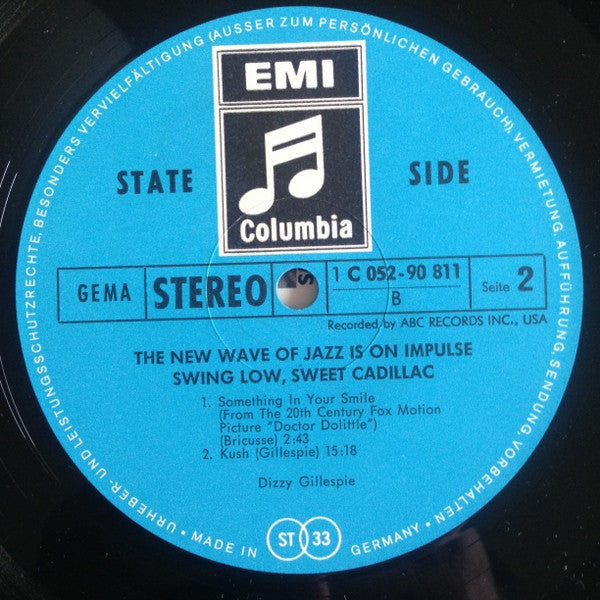 URHEBER- UND LEISTUNGSSCHUTZRECHTE, BESONDERS VERVIELFÄLTIGUNG (AUSSER ZUM PERSÖNLICHEN GEBRAUCH), VERMIETUNG, AUFFÜHRUNG, SENDUNG, VORBEHALTEN
EMI
Columbia
STATE SIDE
GEMA STEREO S 1 C 052-90 811
B
Seite 2
Recorded by ABC RECORDS INC., USA
THE NEW WAVE OF JAZZ IS ON IMPULSE
SWING LOW, SWEET CADILLAC
1. Something In Your Smile
(From The 20th Century Fox Motion
Picture "Doctor Dolittle")
(Bricusse) 2:43
2. Kush (Gillespie) 15:18
Dizzy Gillespie
• MADE IN GERMANY •
ST 33